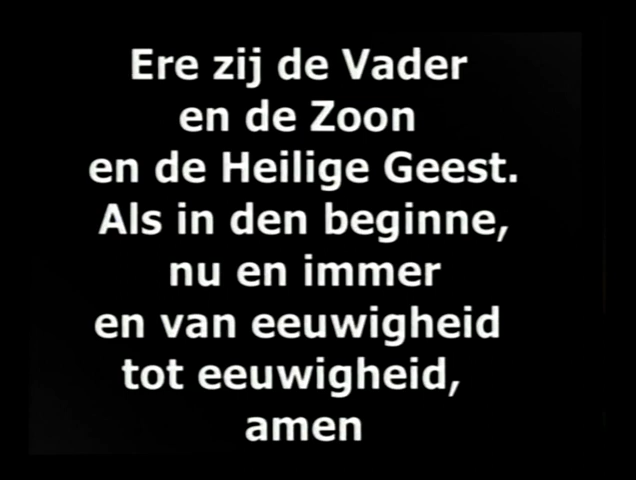 Ere zij de Vader
en de Zoon
en de Heilige Geest.
Als in den beginne,
nu en immer
en van eeuwigheid
tot eeuwigheid,
amen